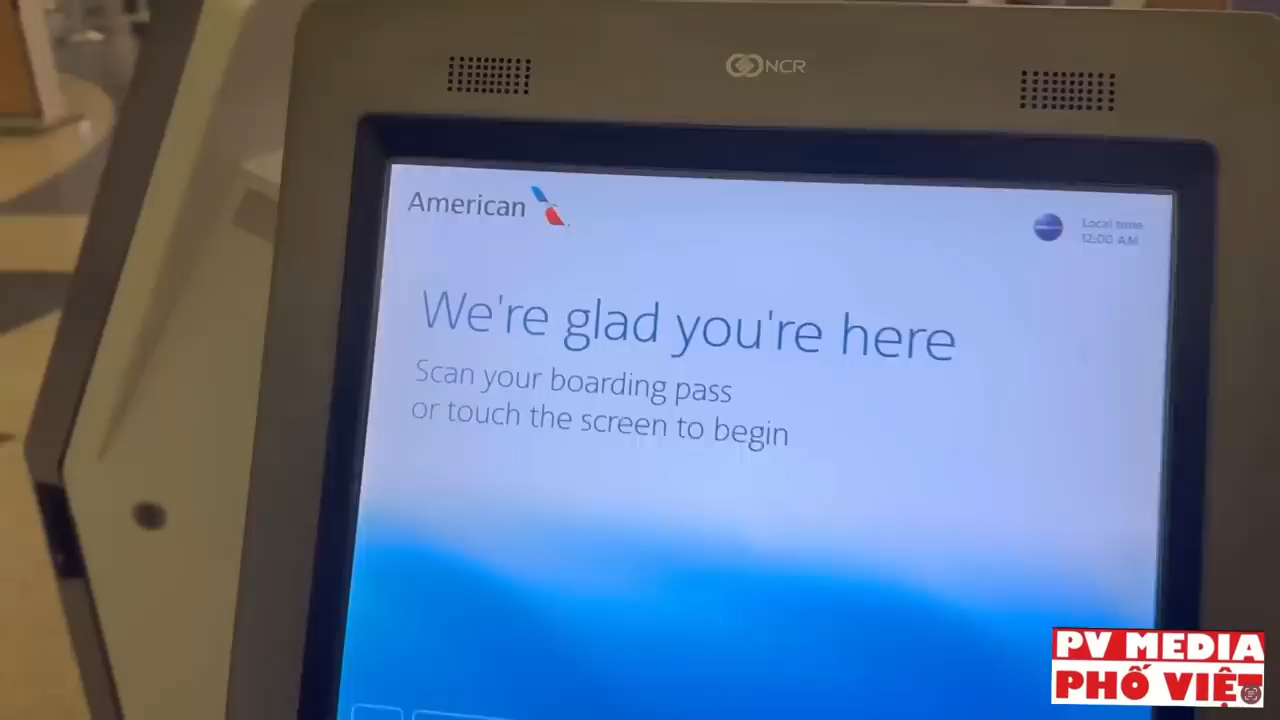 NCR
American
Local time
12:00 AM
We're glad you're here
Scan your boarding pass
or touch the screen to begin
PV MEDIA
PHỐ VIỆT